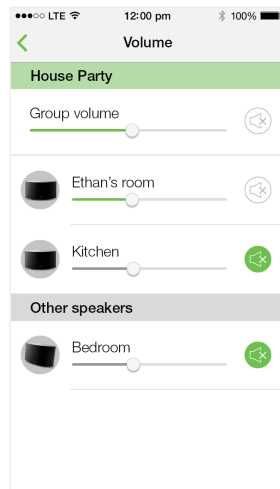 LTE 12:00 pm 100%
Volume
House Party
Group volume
Ethan's room
Kitchen
Other speakers
Bedroom